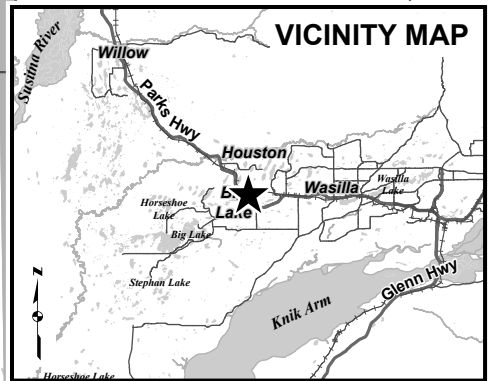 VICINITY MAP
Willow
Susitna River
Parks Hwy
Houston
Wasilla
Lake
Wasilla
Lake
Horseshoe
Lake
Big Lake
Stephan Lake
Knik Arm
Glenn Hwy
N
Horseshoe Lake